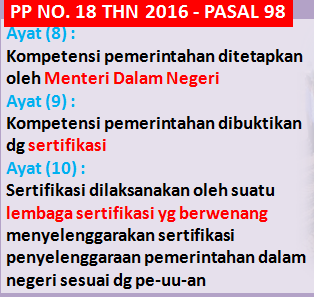 PP NO. 18 THN 2016 - PASAL 98
Ayat (8) :
Kompetensi pemerintahan ditetapkan
oleh Menteri Dalam Negeri
Ayat (9) :
Kompetensi pemerintahan dibuktikan
dg sertifikasi
Ayat (10) :
Sertifikasi dilaksanakan oleh suatu
lembaga sertifikasi yg berwenang
menyelenggarakan sertifikasi
penyelenggaraan pemerintahan dalam
negeri sesuai dg pe-uu-an